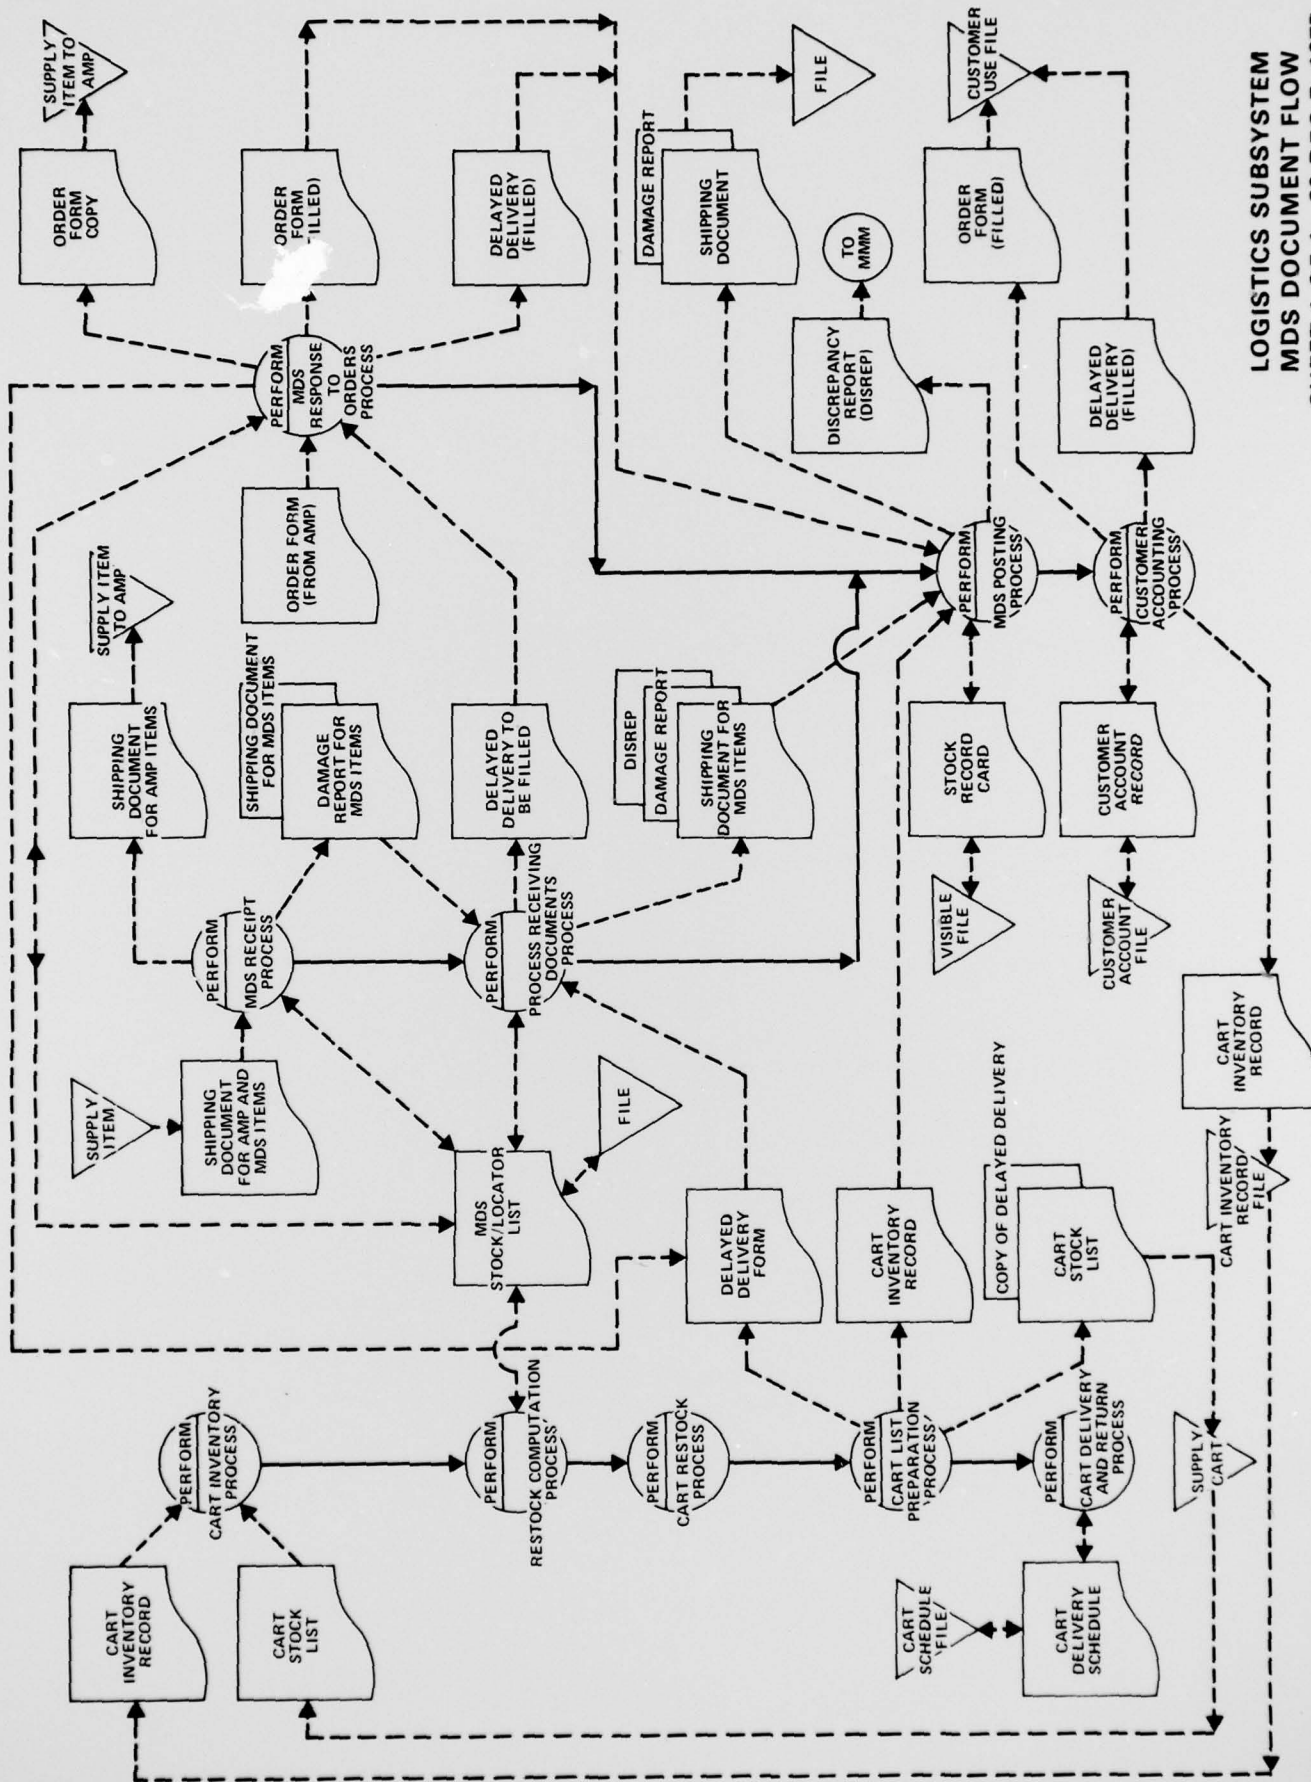 CART
INVENTORY
RECORD
CART
STOCK
LIST
PERFORM
CART INVENTORY
PROCESS
SUPPLY
ITEM
SHIPPING
DOCUMENT
FOR AMP AND
MDS ITEMS
PERFORM
MDS RECEIPT
PROCESS
SHIPPING
DOCUMENT
FOR AMP ITEMS
SUPPLY ITEM
TO AMP
SHIPPING DOCUMENT
FOR MDS ITEMS
DAMAGE
REPORT FOR
MDS ITEMS
ORDER FORM
(FROM AMP)
PERFORM
MDS
RESPONSE
TO
ORDERS
PROCESS
ORDER
FORM
COPY
SUPPLY
ITEM TO
AMP
ORDER
FORM
DELAYED
DELIVERY
(FILLED)
PERFORM
RESTOCK COMPUTATION
PROCESS
MDS
STOCK/LOCATOR
LIST
FILE
PERFORM
PROCESS RECEIVING
DOCUMENTS
PROCESS
DELAYED
DELIVERY TO
BE FILLED
PERFORM
CART RESTOCK
PROCESS
DELAYED
DELIVERY
FORM
DISREP
DAMAGE REPORT
SHIPPING
DOCUMENT FOR
MDS ITEMS
DAMAGE REPORT
SHIPPING
DOCUMENT
FILE
PERFORM
CART LIST
PREPARATION
PROCESS
CART
INVENTORY
RECORD
DISCREPANCY
REPORT
(DISREP)
TO
MMM
CART
SCHEDULE
FILE
CART
DELIVERY
SCHEDULE
PERFORM
CART DELIVERY
AND RETURN
PROCESS
COPY OF DELAYED DELIVERY
CART
STOCK
LIST
VISIBLE
FILE
STOCK
RECORD
CARD
PERFORM
MDS POSTING
PROCESS
ORDER
FORM
(FILLED)
CUSTOMER
USE FILE
CUSTOMER
ACCOUNT
FILE
CUSTOMER
ACCOUNT
RECORD
PERFORM
CUSTOMER
ACCOUNTING
PROCESS
DELAYED
DELIVERY
(FILLED)
SUPPLY
CART
CART INVENTORY
RECORD
FILE
CART
INVENTORY
RECORD
LOGISTICS SUBSYSTEM
MDS DOCUMENT FLOW